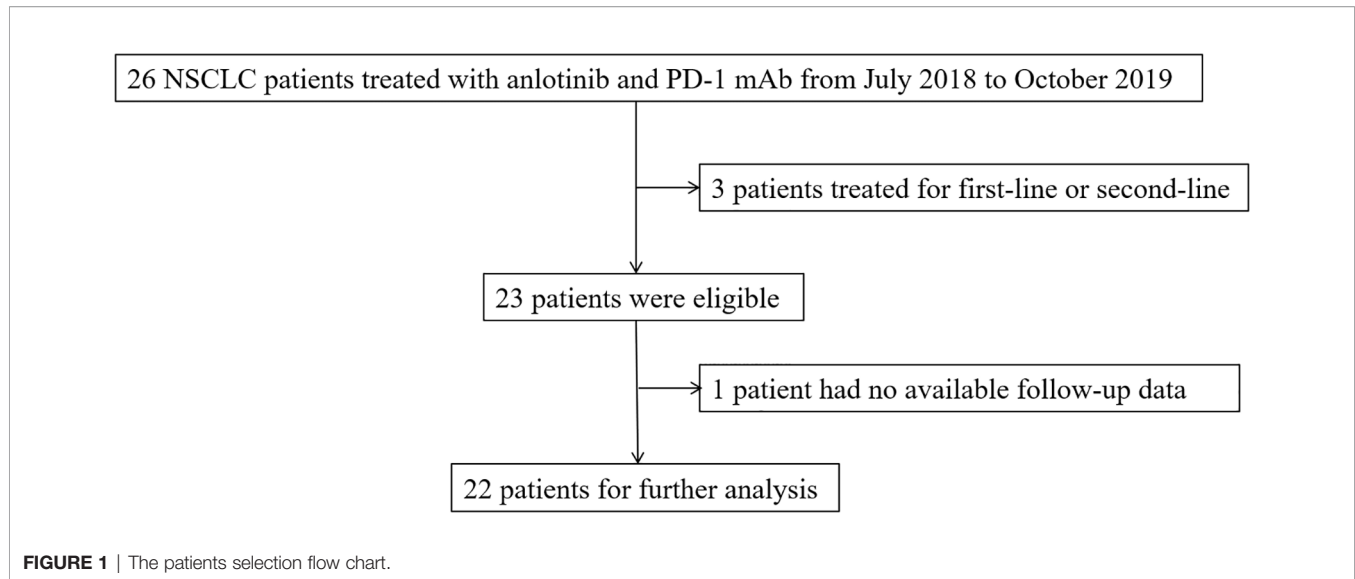 26 NSCLC patients treated with anlotinib and PD-1 mAb from July 2018 to October 2019
3 patients treated for first-line or second-line
23 patients were eligible
1 patient had no available follow-up data
22 patients for further analysis
FIGURE 1 | The patients selection flow chart.